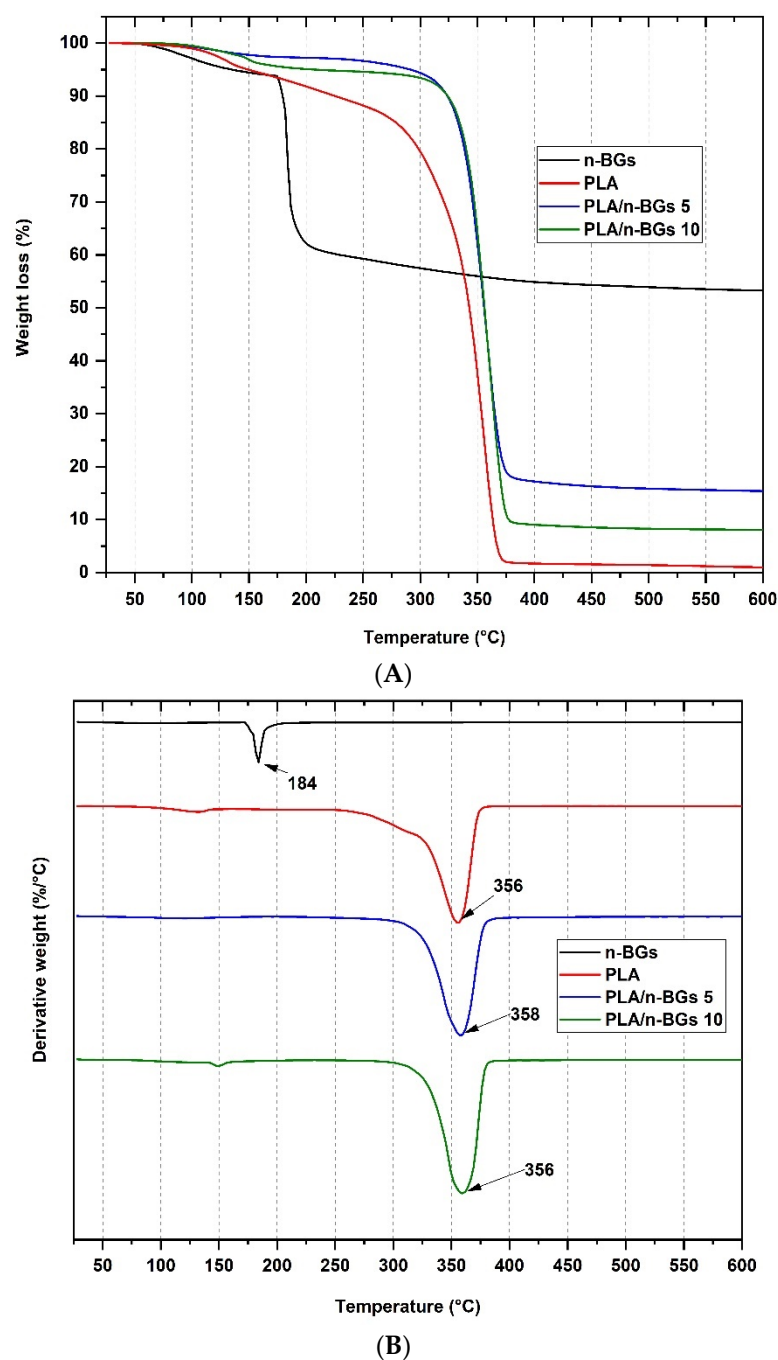 100
90
80
70
60
50
40
30
20
10
0
Weight loss (%)
n-BGs
PLA
PLA/n-BGs 5
PLA/n-BGs 10
50 100 150 200 250 300 350 400 450 500 550 600
Temperature (°C)
(A)
184
356
358
356
Derivative weight (%/°C)
n-BGs
PLA
PLA/n-BGs 5
PLA/n-BGs 10
50 100 150 200 250 300 350 400 450 500 550 600
Temperature (°C)
(B)